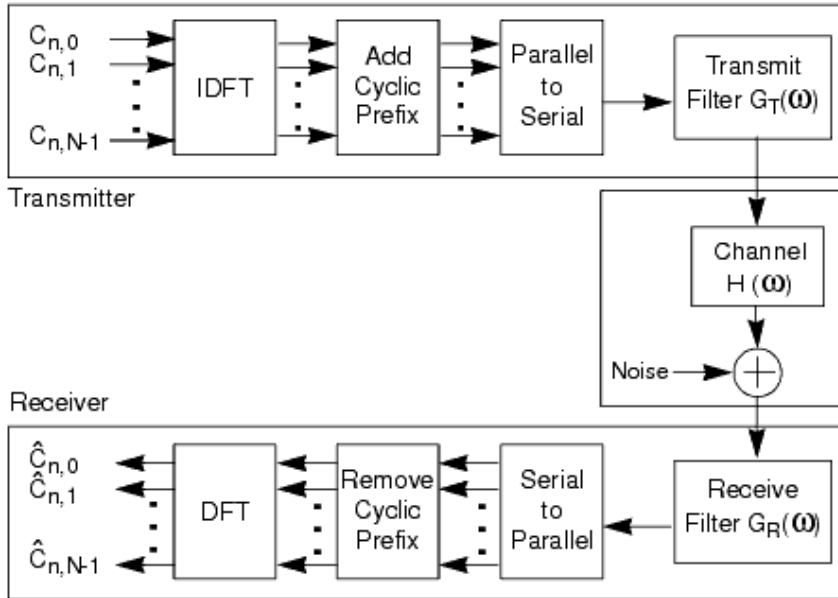 C_{n,0}
C_{n,1}
C_{n,N-1}
IDFT
Add
Cyclic
Prefix
Parallel
to
Serial
Transmit
Filter G_T(ω)
Transmitter
Channel
H (ω)
Noise
+
Receiver
Ĉ_{n,0}
Ĉ_{n,1}
Ĉ_{n,N-1}
DFT
Remove
Cyclic
Prefix
Serial
to
Parallel
Receive
Filter G_R(ω)